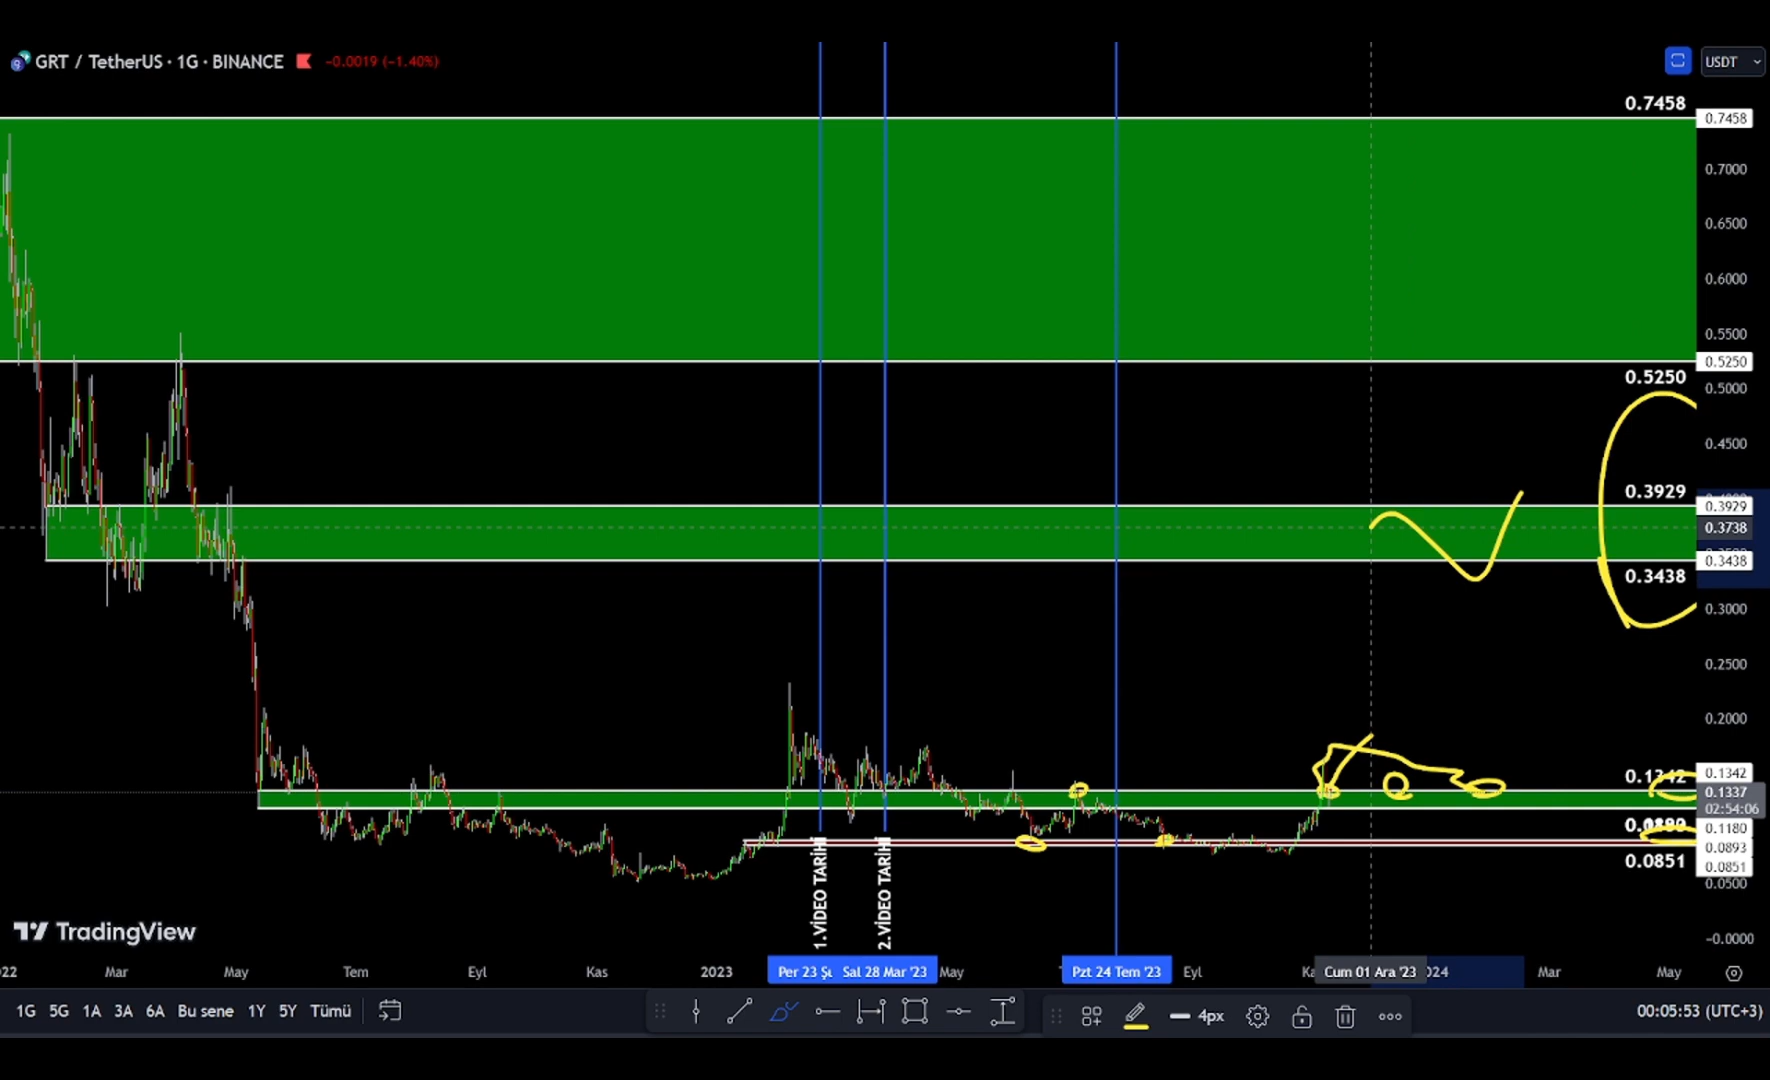 GRT / TetherUS · 1G · BINANCE
-0.0019 (-1.40%)
USDT
0.7458
0.7458
0.7000
0.6500
0.6000
0.5500
0.5250
0.5250
0.5000
0.4500
0.3929
0.3929
0.3738
0.3438
0.3438
0.3000
0.2500
0.2000
0.1342
0.1342
0.1337
02:54:06
0.1180
0.0893
0.0851
0.0851
0.0500
-0.0000
1.VİDEO TARİHİ
2.VİDEO TARİHİ
TradingView
Mar
May
Tem
Eyl
Kas
2023
Per 23 Şu
Sal 28 Mar '23
May
Pzt 24 Tem '23
Eyl
Cum 01 Ara '23
Mar
May
1G 5G 1A 3A 6A Bu sene 1Y 5Y Tümü
4px
00:05:53 (UTC+3)